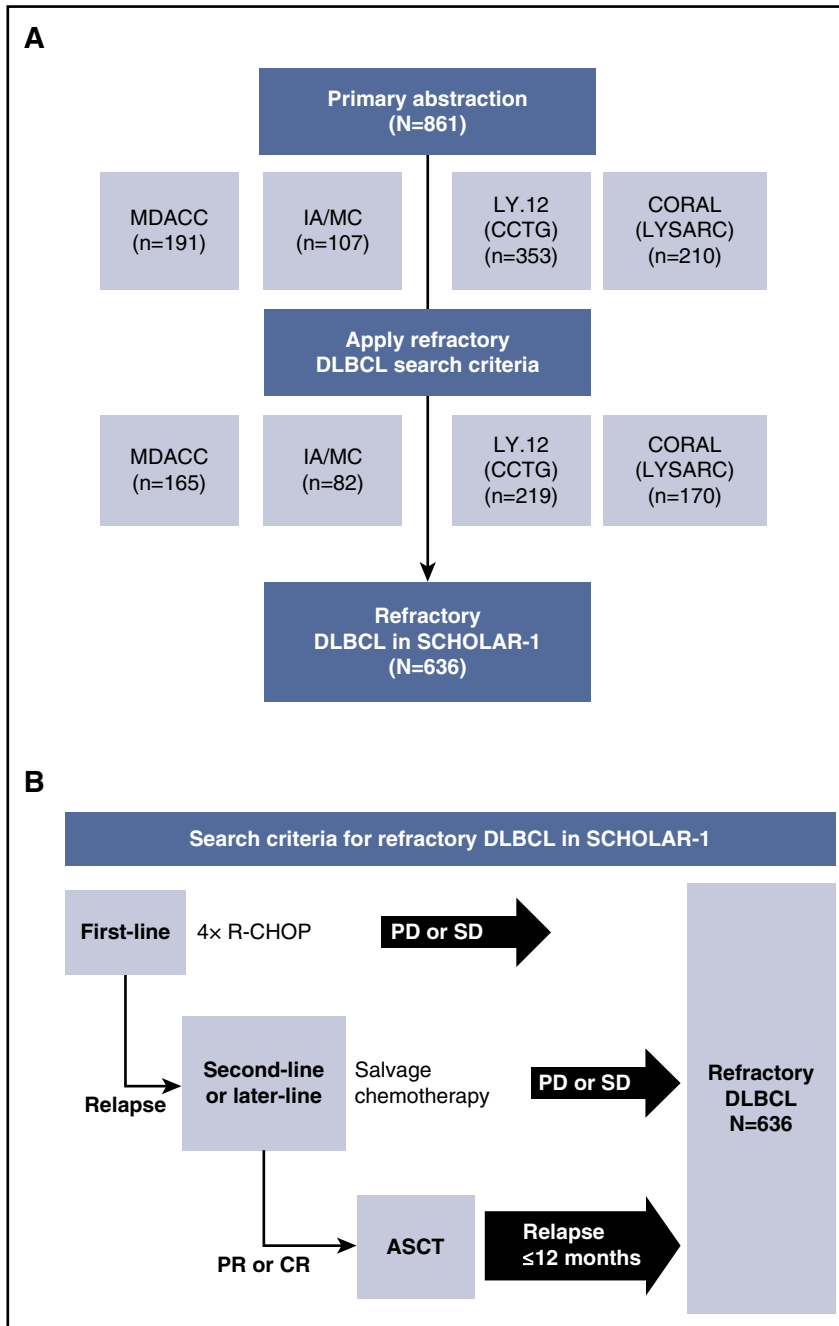 A
Primary abstraction
(N=861)
MDACC
(n=191)
IA/MC
(n=107)
LY.12
(CCTG)
(n=353)
CORAL
(LYSARC)
(n=210)
Apply refractory
DLBCL search criteria
MDACC
(n=165)
IA/MC
(n=82)
LY.12
(CCTG)
(n=219)
CORAL
(LYSARC)
(n=170)
Refractory
DLBCL in SCHOLAR-1
(N=636)
B
Search criteria for refractory DLBCL in SCHOLAR-1
First-line
4× R-CHOP
PD or SD
Relapse
Second-line
or later-line
Salvage
chemotherapy
PD or SD
PR or CR
ASCT
Relapse
≤12 months
Refractory
DLBCL
N=636